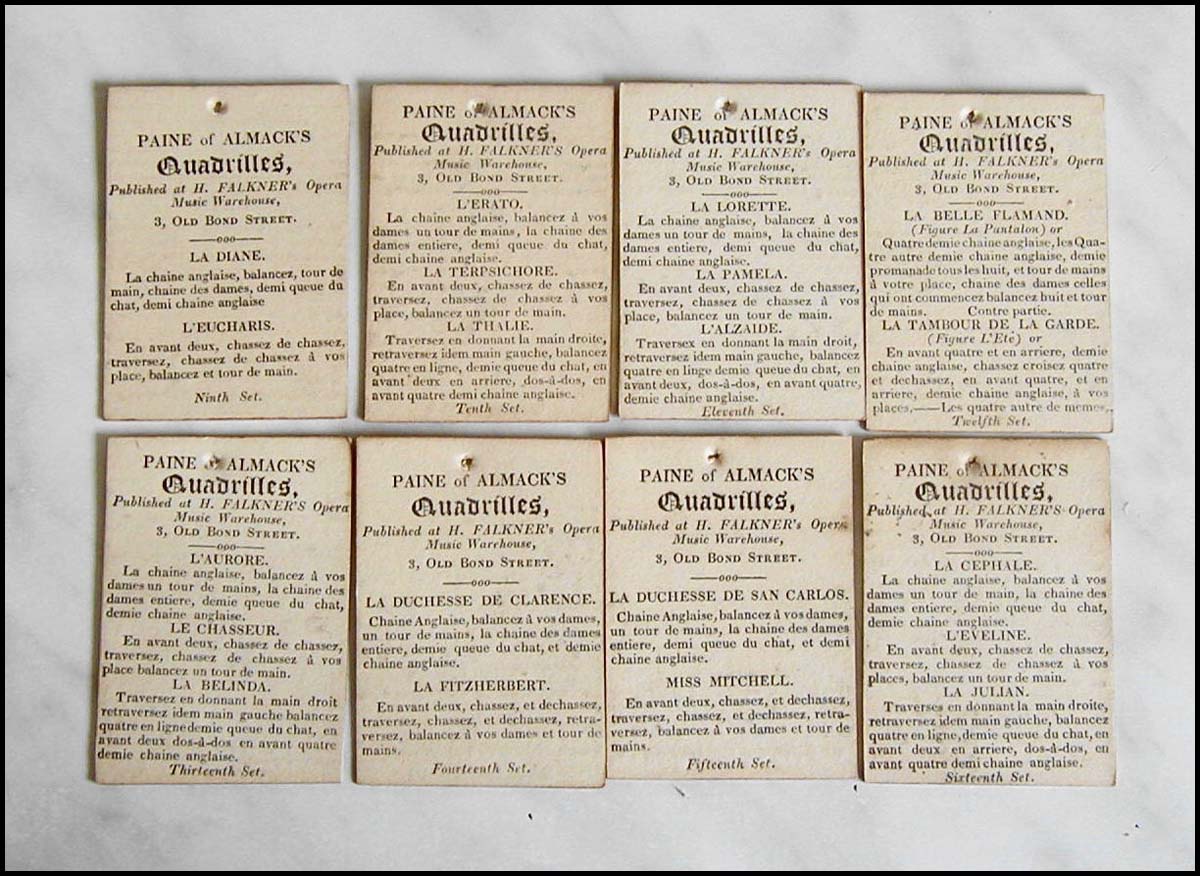 PAINE of ALMACK'S
Quadrilles,
Published at H. FALKNER's Opera
Music Warehouse,
3, OLD BOND STREET.
LA DIANE.
La chaine anglaise, balancez, tour de
main, chaine des dames, demi queue du
chat, demi chaine anglaise
L'EUCHARIS.
En avant deux, chassez de chassez,
traversez, chassez de chassez à vos
place, balancez et tour de main.
Ninth Set.
PAINE of ALMACK'S
Quadrilles,
Published at H. FALKNER's Opera
Music Warehouse,
3, OLD BOND STREET.
L'ERATO.
La chaine anglaise, balancez à vos
dames un tour de mains, la chaine des
dames entiere, demi queue du chat,
demi chaine anglaise.
LA TERPSICHORE.
En avant deux, chassez de chassez,
traversez, chassez de chassez à vos
place, balancez un tour de main.
LA THALIE.
Traversez en donnant la main droite,
retraversez idem main gauche, balancez
quatre en ligne, demie queue du chat, en
avant deux en arriere, dos-à-dos, en
avant quatre demi chaine anglaise.
Tenth Set.
PAINE of ALMACK'S
Quadrilles,
Published at H. FALKNER's Opera
Music Warehouse,
3, OLD BOND STREET.
LA LORETTE.
La chaine anglaise, balancez à vos
dames un tour de mains, la chaine des
dames entiere, demi queue du chat,
demi chaine anglaise.
LA PAMELA.
En avant deux, chassez de chassez,
traversez, chassez de chassez à vos
place, balancez un tour de main.
L'ALZAIDE.
Traversex en donnant la main droit,
retraversez idem main gauche, balancez
quatre en linge demie queue du chat, en
avant deux, dos-à-dos, en avant quatre,
demie chaine anglaise.
Eleventh Set.
PAINE of ALMACK'S
Quadrilles,
Published at H. FALKNER's Opera
Music Warehouse,
3, OLD BOND STREET.
LA BELLE FLAMAND.
(Figure La Pantalon) or
Quatre demie chaine anglaise, les Qua-
tre autre demie chaine anglaise, demie
promanade tous les huit, et tour de mains
à votre place, chaine des dames celles
qui ont commencez balancez huit et tour
de mains. Contre partie.
LA TAMBOUR DE LA GARDE.
(Figure L'Eté) or
En avant quatre et en arriere, demie
chaine anglaise, chassez croisez quatre
et dechassez, en avant quatre, et en
arriere, demie chaine anglaise, à vos
places,——Les quatre autre de memes.
Twelfth Set.
PAINE of ALMACK'S
Quadrilles,
Published at H. FALKNER'S Opera
Music Warehouse,
3, OLD BOND STREET.
L'AURORE.
La chaine anglaise, balancez à vos
dames un tour de mains, la chaine des
dames entiere, demie queue du chat,
demie chaine anglaise.
LE CHASSEUR.
En avant deux, chassez de chassez,
traversez, chassez de chassez à vos
place balancez un tour de main.
LA BELINDA.
Traversez en donnant la main droit
retraversez idem main gauche balancez
quatre en ligne demie queue du chat, en
avant deux dos-à-dos en avant quatre
demie chaine anglaise.
Thirteenth Set.
PAINE of ALMACK'S
Quadrilles,
Published at H. FALKNER's Opera
Music Warehouse,
3, OLD BOND STREET.
LA DUCHESSE DE CLARENCE.
Chaine Anglaise, balancez à vos dames,
un tour de mains, la chaine des dames
entiere, demie queue du chat, et demie
chaine anglaise.
LA FITZHERBERT.
En avant deux, chassez, et dechassez,
traversez, chassez, et dechassez, retra-
versez, balancez à vos dames et tour de
mains.
Fourteenth Set.
PAINE of ALMACK'S
Quadrilles,
Published at H. FALKNER's Opera
Music Warehouse,
3, OLD BOND STREET.
LA DUCHESSE DE SAN CARLOS.
Chaine Anglaise, balancez à vos dames,
un tour de mains, la chaine des dames
entiere, demi queue du chat, et demi
chaine anglaise.
MISS MITCHELL.
En avant deux, chassez, et dechassez,
traversez, chassez, et dechassez, retra-
versez, balancez à vos dames et tour de
mains.
Fifteenth Set.
PAINE of ALMACK'S
Quadrilles,
Published at H. FALKNER'S Opera
Music Warehouse,
3, OLD BOND STREET.
LA CEPHALE.
La chaine anglaise, balancez à vos
dames un tour de mains, la chaine des
dames entiere, demie queue du chat,
demie chaine anglaise.
L'EVELINE.
En avant deux, chassez de chassez,
traversez, chassez de chassez à vos
places, balancez un tour de main.
LA JULIAN.
Traverses en donnant la main droite,
retraversez idem main gauche, balancez
quatre en ligne, demie queue du chat, en
avant deux en arriere, dos-à-dos, en
avant quatre demi chaine anglaise.
Sixteenth Set.